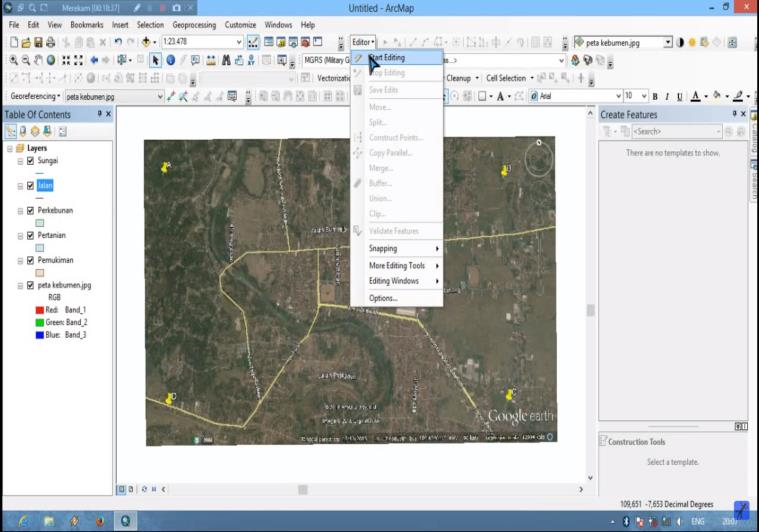 Merekam [00:18:37]
Untitled - ArcMap
File Edit View Bookmarks Insert Selection Geoprocessing Customize Windows Help
1:23.478
Editor
peta kebumen.jpg
Start Editing
Stop Editing
Save Edits
Move...
Split...
Construct Points...
Copy Parallel...
Merge...
Buffer...
Union...
Clip...
Validate Features
Snapping
More Editing Tools
Editing Windows
Options...
MGRS (Military G
Vectorizatio
Cleanup
Cell Selection
Georeferencing
peta kebumen.jpg
Arial
10
B I U A
Table Of Contents
Layers
Sungai
Jalan
Perkebunan
Pertanian
Pemukiman
peta kebumen.jpg
RGB
Red: Band_1
Green: Band_2
Blue: Band_3
A
B
C
D
Google earth
Create Features
<Search>
There are no templates to show.
Catalog
Search
Construction Tools
Select a template.
109,651 -7,653 Decimal Degrees
ENG
20:07